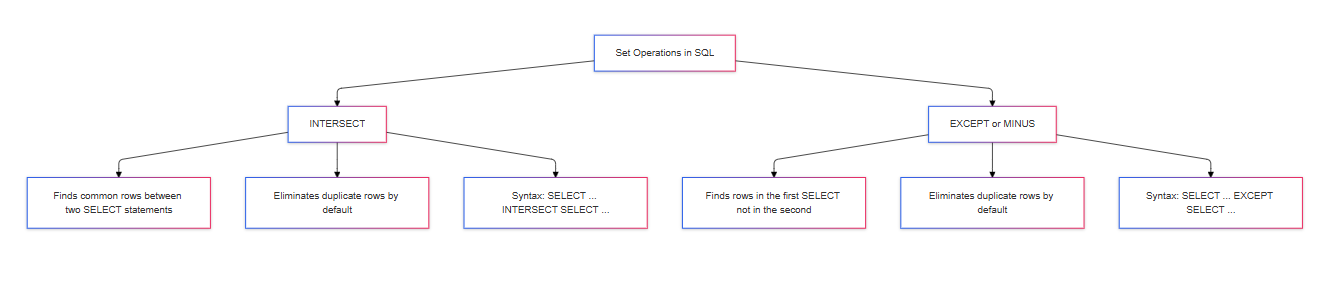 Set Operations in SQL
INTERSECT
EXCEPT or MINUS
Finds common rows between
two SELECT statements
Eliminates duplicate rows by
default
Syntax: SELECT ...
INTERSECT SELECT ...
Finds rows in the first SELECT
not in the second
Eliminates duplicate rows by
default
Syntax: SELECT ... EXCEPT
SELECT ...